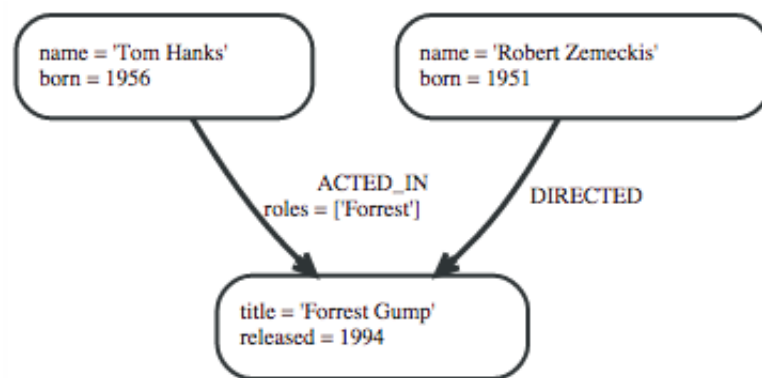 name = 'Tom Hanks'
born = 1956
name = 'Robert Zemeckis'
born = 1951
ACTED_IN
roles = ['Forrest']
DIRECTED
title = 'Forrest Gump'
released = 1994